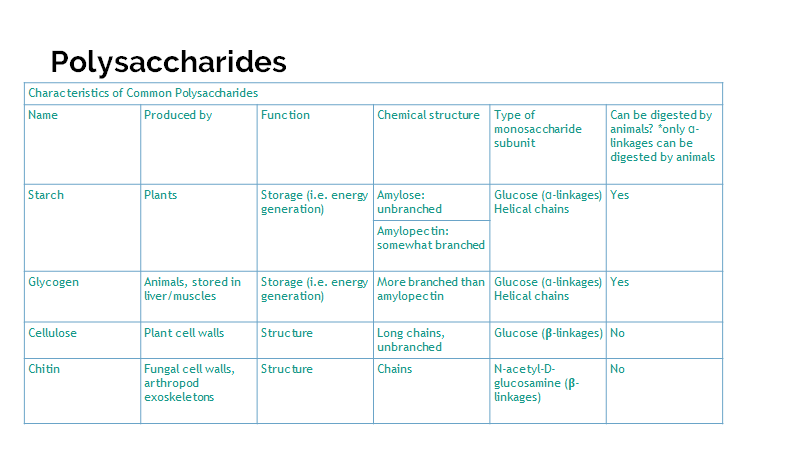 Polysaccharides
Characteristics of Common Polysaccharides
Name
Produced by
Function
Chemical structure
Type of
monosaccharide
subunit
Can be digested by
animals? *only α-
linkages can be
digested by animals
Starch
Plants
Storage (i.e. energy
generation)
Amylose:
unbranched
Amylopectin:
somewhat branched
Glucose (α-linkages)
Helical chains
Yes
Glycogen
Animals, stored in
liver/muscles
Storage (i.e. energy
generation)
More branched than
amylopectin
Glucose (α-linkages)
Helical chains
Yes
Cellulose
Plant cell walls
Structure
Long chains,
unbranched
Glucose (β-linkages)
No
Chitin
Fungal cell walls,
arthropod
exoskeletons
Structure
Chains
N-acetyl-D-
glucosamine (β-
linkages)
No